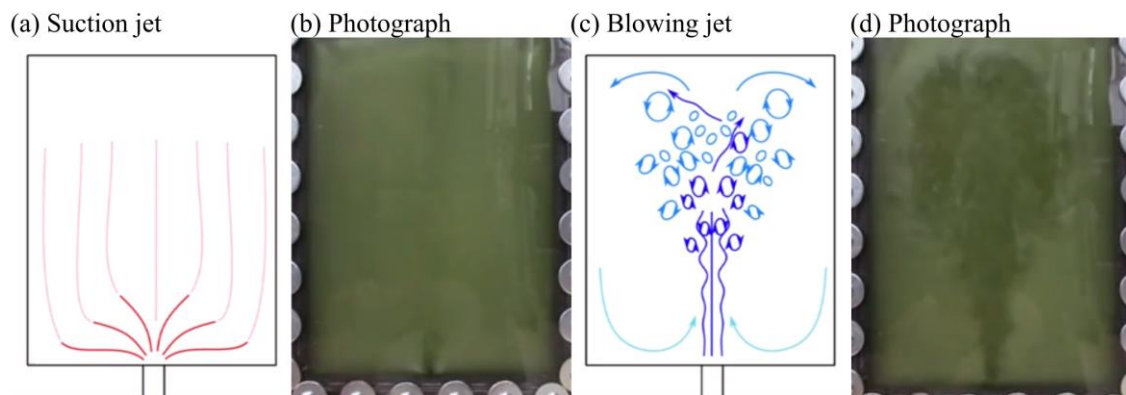 (a) Suction jet
(b) Photograph
(c) Blowing jet
(d) Photograph